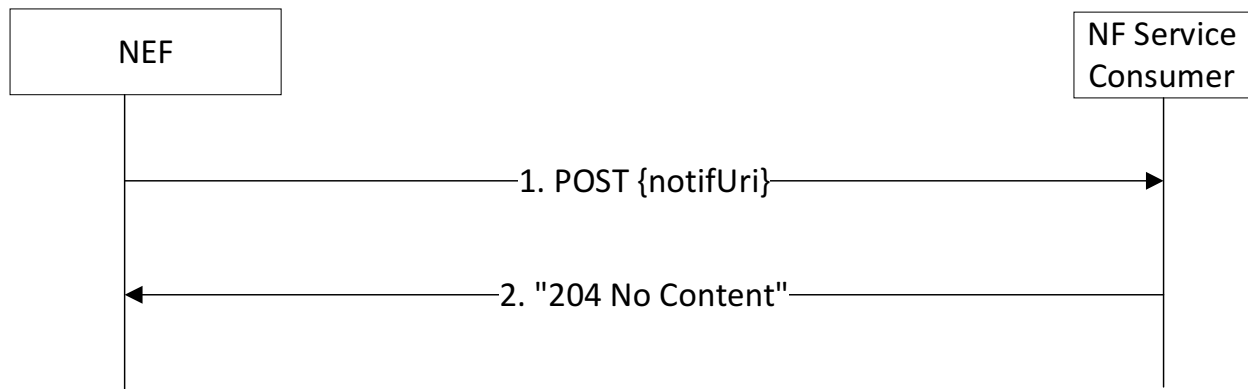 NEF
NF Service
Consumer
1. POST {notifUri}
2. "204 No Content"